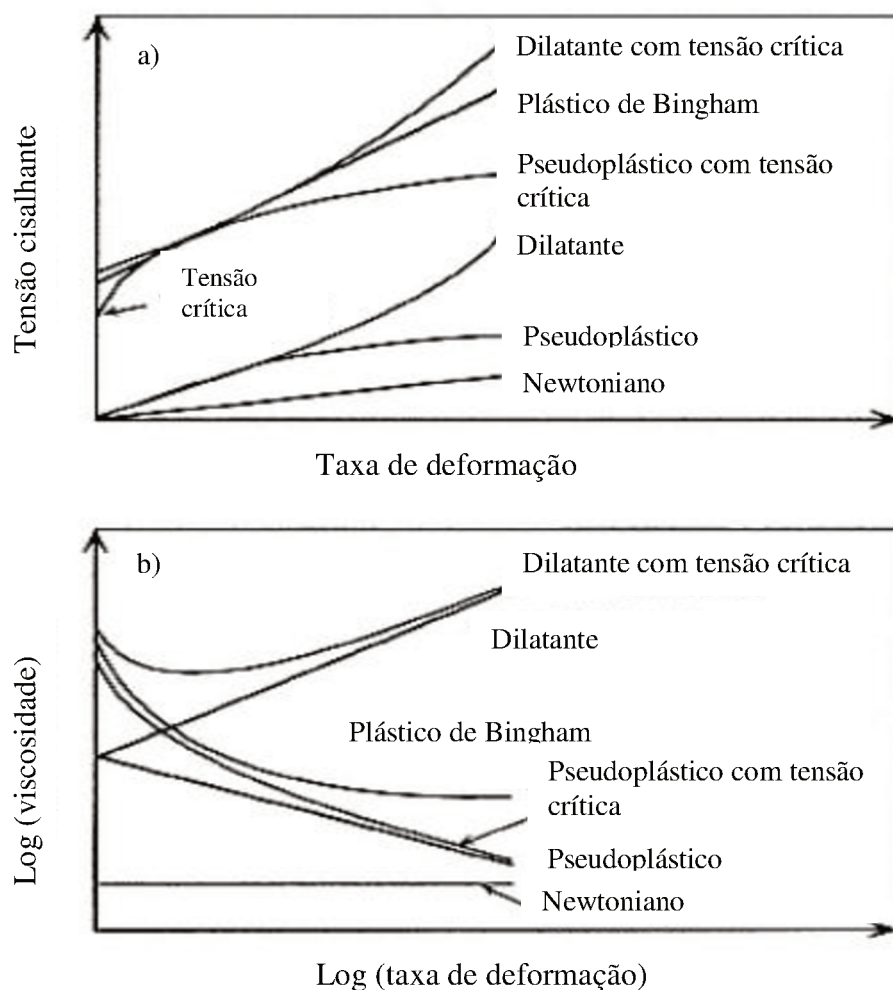 a)
Dilatante com tensão crítica
Plástico de Bingham
Pseudoplástico com tensão
crítica
Dilatante
Tensão
crítica
Pseudoplástico
Newtoniano
Tensão cisalhante
Taxa de deformação
b)
Dilatante com tensão crítica
Dilatante
Plástico de Bingham
Pseudoplástico com tensão
crítica
Pseudoplástico
Newtoniano
Log (viscosidade)
Log (taxa de deformação)